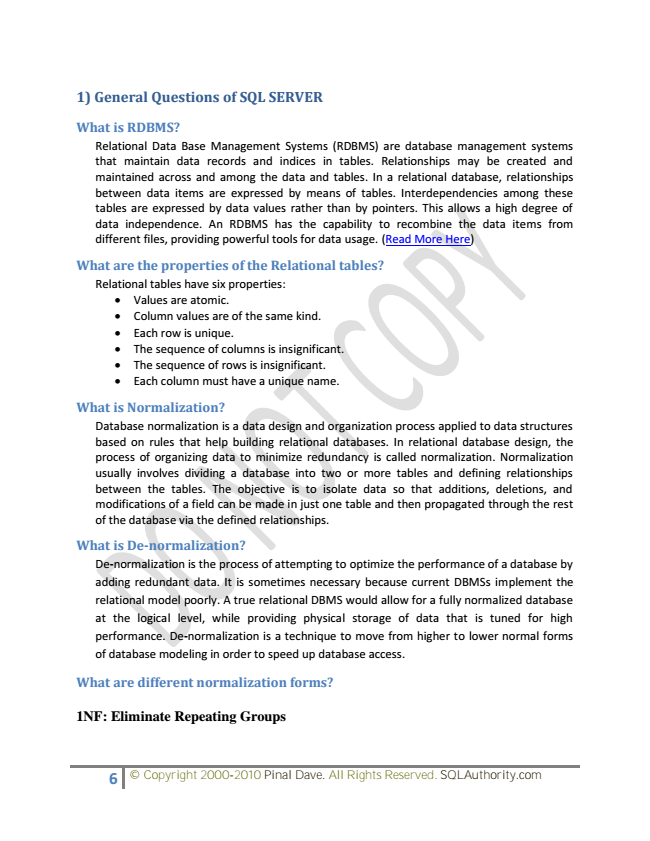 1) General Questions of SQL SERVER
What is RDBMS?
Relational Data Base Management Systems (RDBMS) are database management systems
that maintain data records and indices in tables. Relationships may be created and
maintained across and among the data and tables. In a relational database, relationships
between data items are expressed by means of tables. Interdependencies among these
tables are expressed by data values rather than by pointers. This allows a high degree of
data independence. An RDBMS has the capability to recombine the data items from
different files, providing powerful tools for data usage. (Read More Here)
What are the properties of the Relational tables?
Relational tables have six properties:
• Values are atomic.
• Column values are of the same kind.
• Each row is unique.
• The sequence of columns is insignificant.
• The sequence of rows is insignificant.
• Each column must have a unique name.
What is Normalization?
Database normalization is a data design and organization process applied to data structures
based on rules that help building relational databases. In relational database design, the
process of organizing data to minimize redundancy is called normalization. Normalization
usually involves dividing a database into two or more tables and defining relationships
between the tables. The objective is to isolate data so that additions, deletions, and
modifications of a field can be made in just one table and then propagated through the rest
of the database via the defined relationships.
What is De-normalization?
De-normalization is the process of attempting to optimize the performance of a database by
adding redundant data. It is sometimes necessary because current DBMSs implement the
relational model poorly. A true relational DBMS would allow for a fully normalized database
at the logical level, while providing physical storage of data that is tuned for high
performance. De-normalization is a technique to move from higher to lower normal forms
of database modeling in order to speed up database access.
What are different normalization forms?
1NF: Eliminate Repeating Groups
6 © Copyright 2000-2010 Pinal Dave. All Rights Reserved. SQLAuthority.com
DO NOT COPY